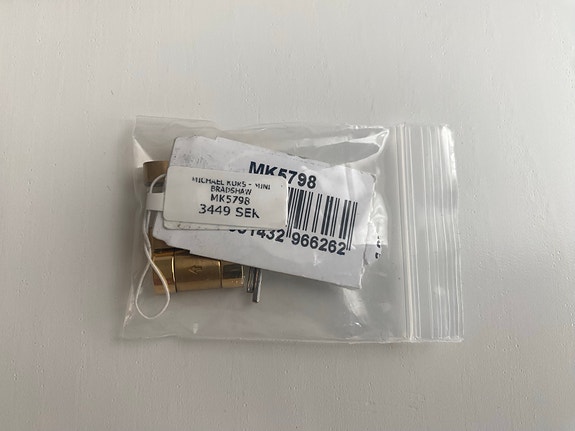 MK5798
MICHAEL KORS - MINI
BRADSHAW
MK5798
3449 SEK
432 966262